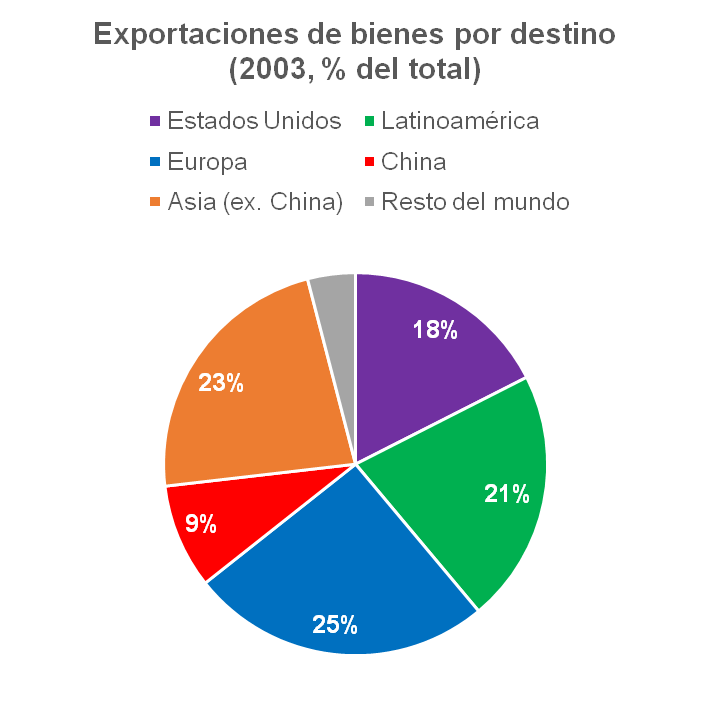 Exportaciones de bienes por destino
(2003, % del total)
Estados Unidos
Latinoamérica
Europa
China
Asia (ex. China)
Resto del mundo
18%
23%
21%
9%
25%